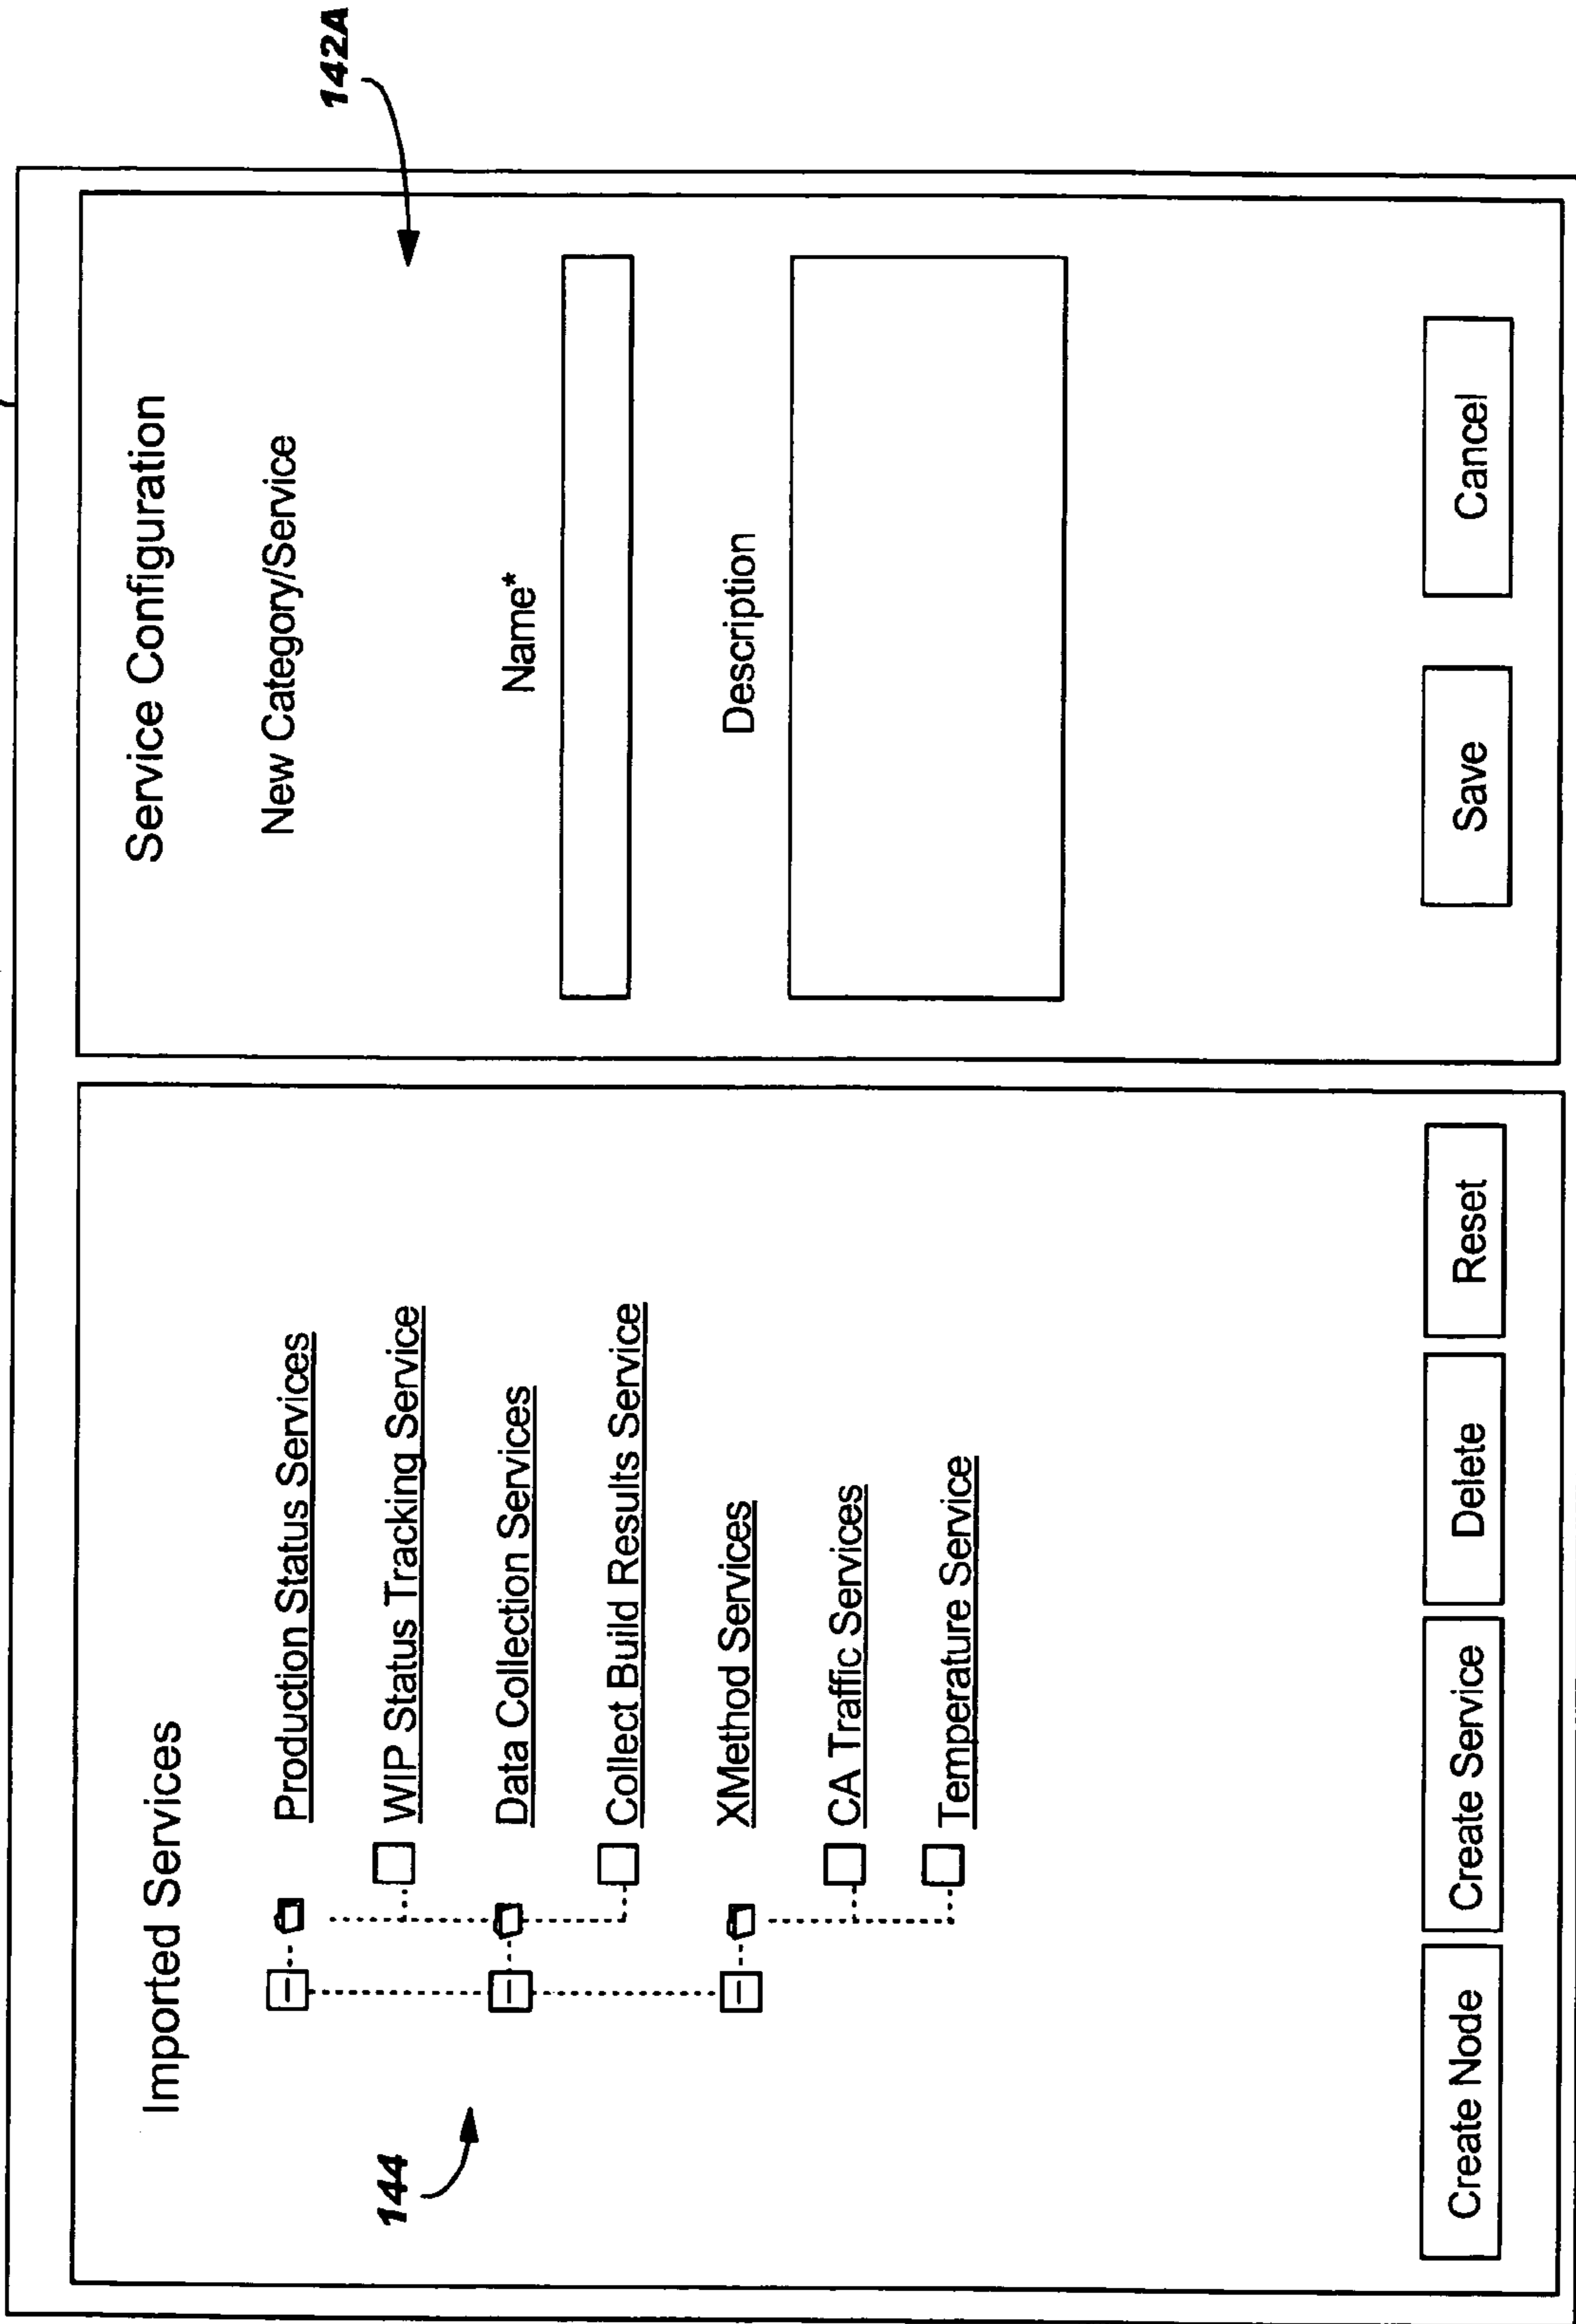 Imported Services
144
Production Status Services
WIP Status Tracking Service
Data Collection Services
Collect Build Results Service
XMethod Services
CA Traffic Services
Temperature Service
Create Node
Create Service
Delete
Reset
142A
Service Configuration
New Category/Service
Name*
Description
Save
Cancel